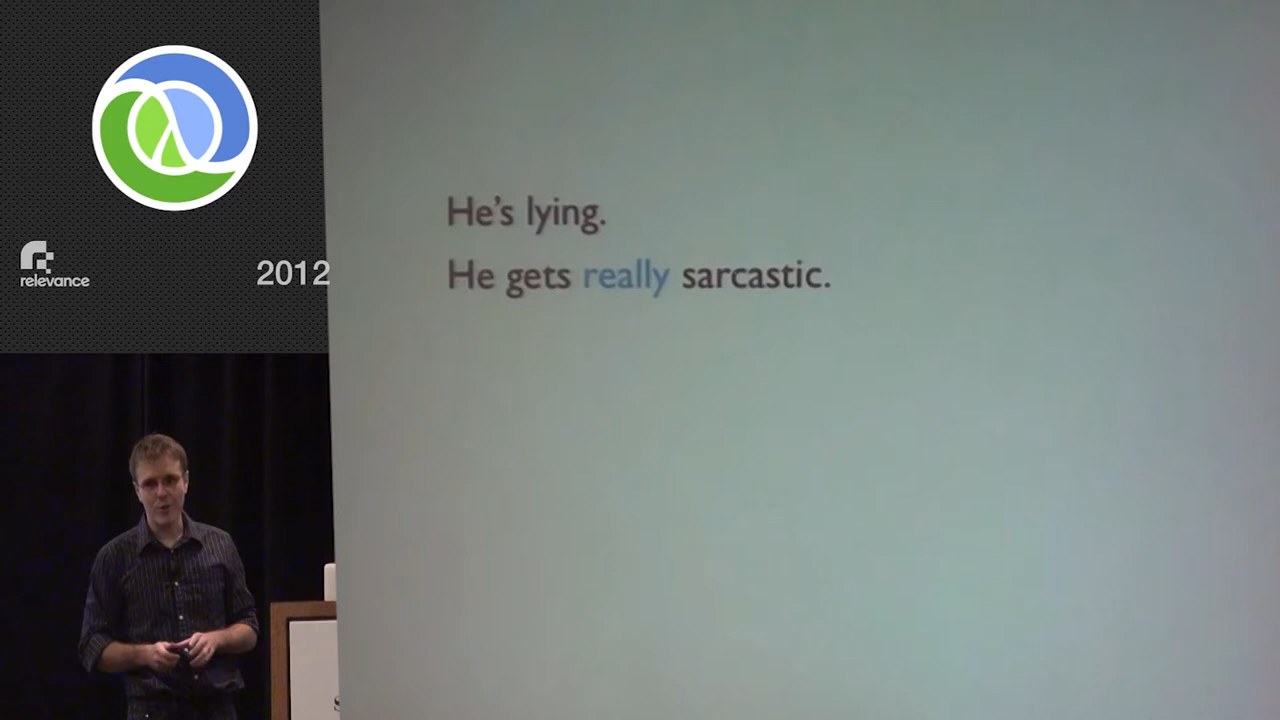 relevance
2012
He's lying.
He gets really sarcastic.